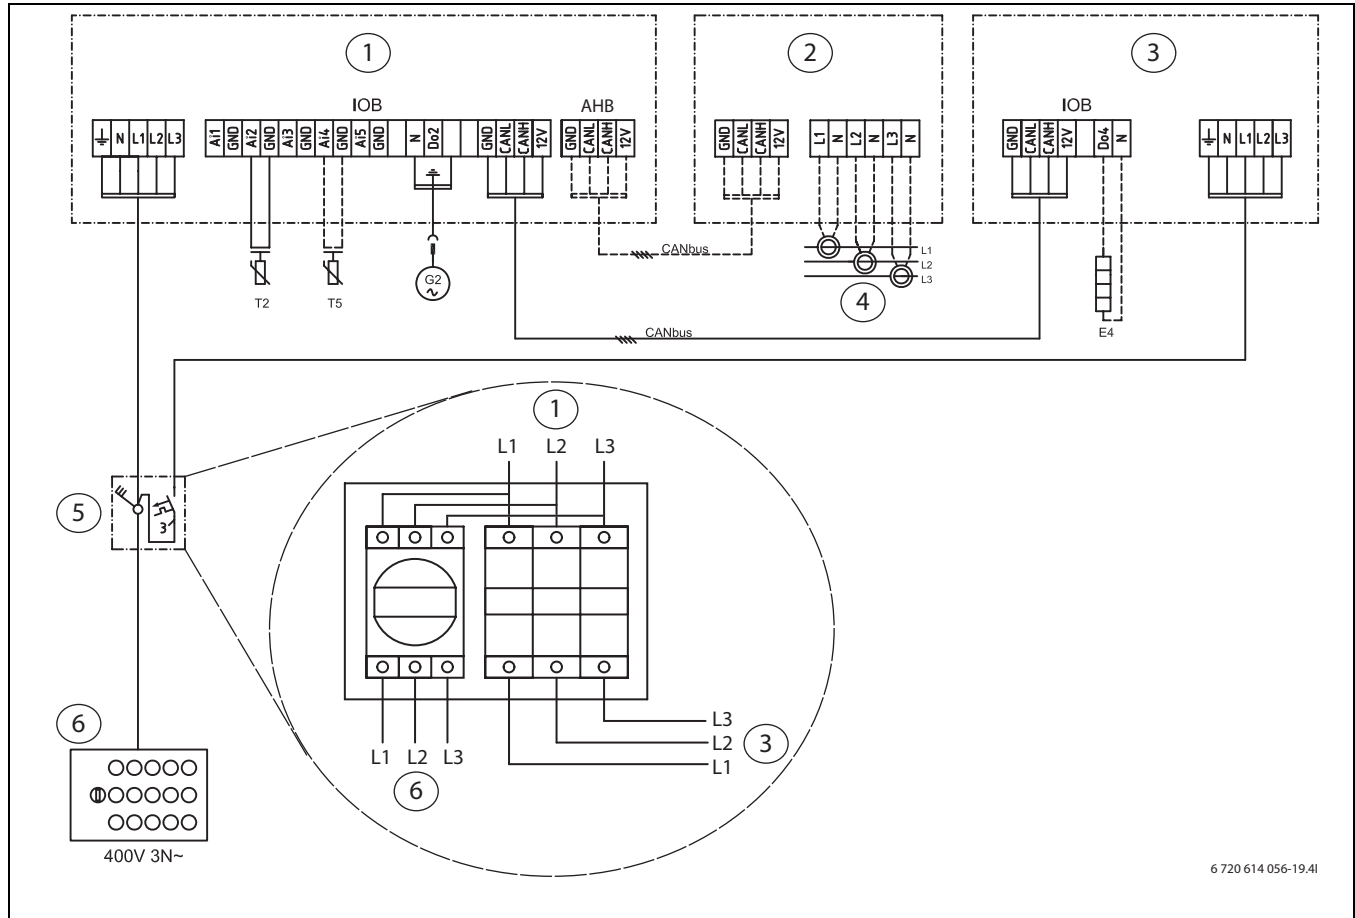 1 2 3
IOB AHB IOB
N L1 L2 L3
Ai1 GND Ai2 GND Ai3 GND Ai4 GND Ai5 GND N Do2 GND CANL CANH 12V
GND CANL CANH 12V
GND CANL CANH 12V
L1 N L2 N L3 N
GND CANL CANH 12V Do4 N
N L1 L2 L3
CANbus
L1
L2
L3
T2 T5 G2
4
CANbus
E4
1
L1 L2 L3
5
3
L3
L2 3
L1
L1 L2 L3
6
6
400V 3N~
6 720 614 056-19.4I